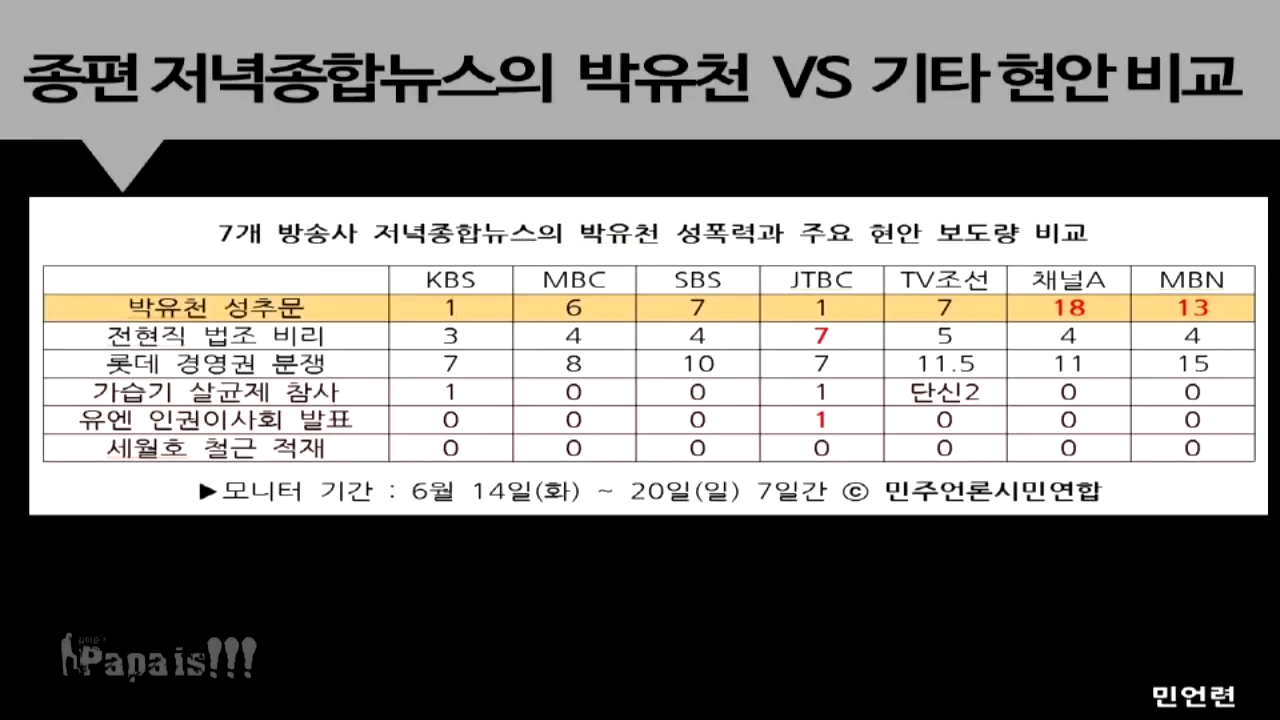 종편 저녁종합뉴스의 박유천 VS 기타 현안 비교
7개 방송사 저녁종합뉴스의 박유천 성폭력과 주요 현안 보도량 비교
KBS MBC SBS JTBC TV조선 채널A MBN
박유천 성추문 1 6 7 1 7 18 13
전현직 법조 비리 3 4 4 7 5 4 4
롯데 경영권 분쟁 7 8 10 7 11.5 11 15
가습기 살균제 참사 1 0 0 1 단신2 0 0
유엔 인권이사회 발표 0 0 0 1 0 0 0
세월호 철근 적재 0 0 0 0 0 0 0
▶모니터 기간 : 6월 14일(화) ~ 20일(일) 7일간 ⓒ 민주언론시민연합
Papais!!!
민언련